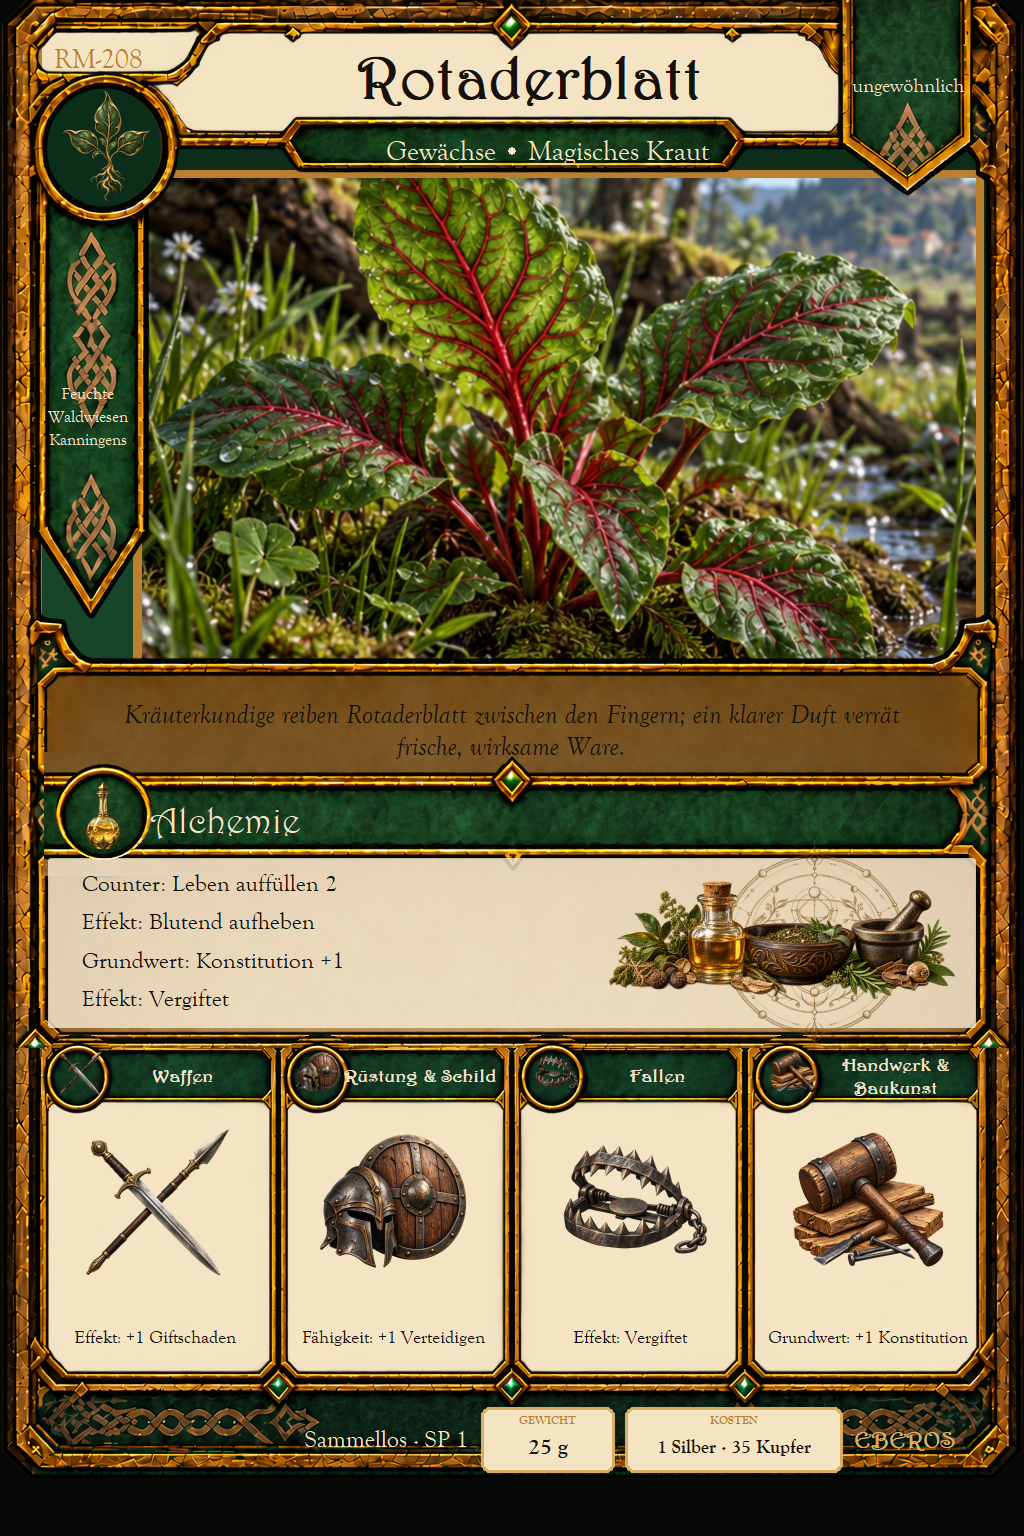 RM-208
Rotaderblatt
ungewöhnlich
Gewächse • Magisches Kraut
Feuchte
Waldwiesen
Kanningens
Kräuterkundige reiben Rotaderblatt zwischen den Fingern; ein klarer Duft verrät
frische, wirksame Ware.
Alchemie
Counter: Leben auffüllen 2
Effekt: Blutend aufheben
Grundwert: Konstitution +1
Effekt: Vergiftet
Waffen
Rüstung & Schild
Fallen
Handwerk &
Baukunst
Effekt: +1 Giftschaden
Fähigkeit: +1 Verteidigen
Effekt: Vergiftet
Grundwert: +1 Konstitution
Sammellos · SP 1
GEWICHT
25 g
KOSTEN
1 Silber · 35 Kupfer
EBEROS